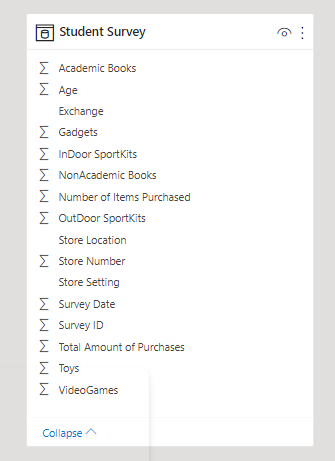 Student Survey
Academic Books
Age
Exchange
Gadgets
InDoor SportKits
NonAcademic Books
Number of Items Purchased
OutDoor SportKits
Store Location
Store Number
Store Setting
Survey Date
Survey ID
Total Amount of Purchases
Toys
VideoGames
Collapse